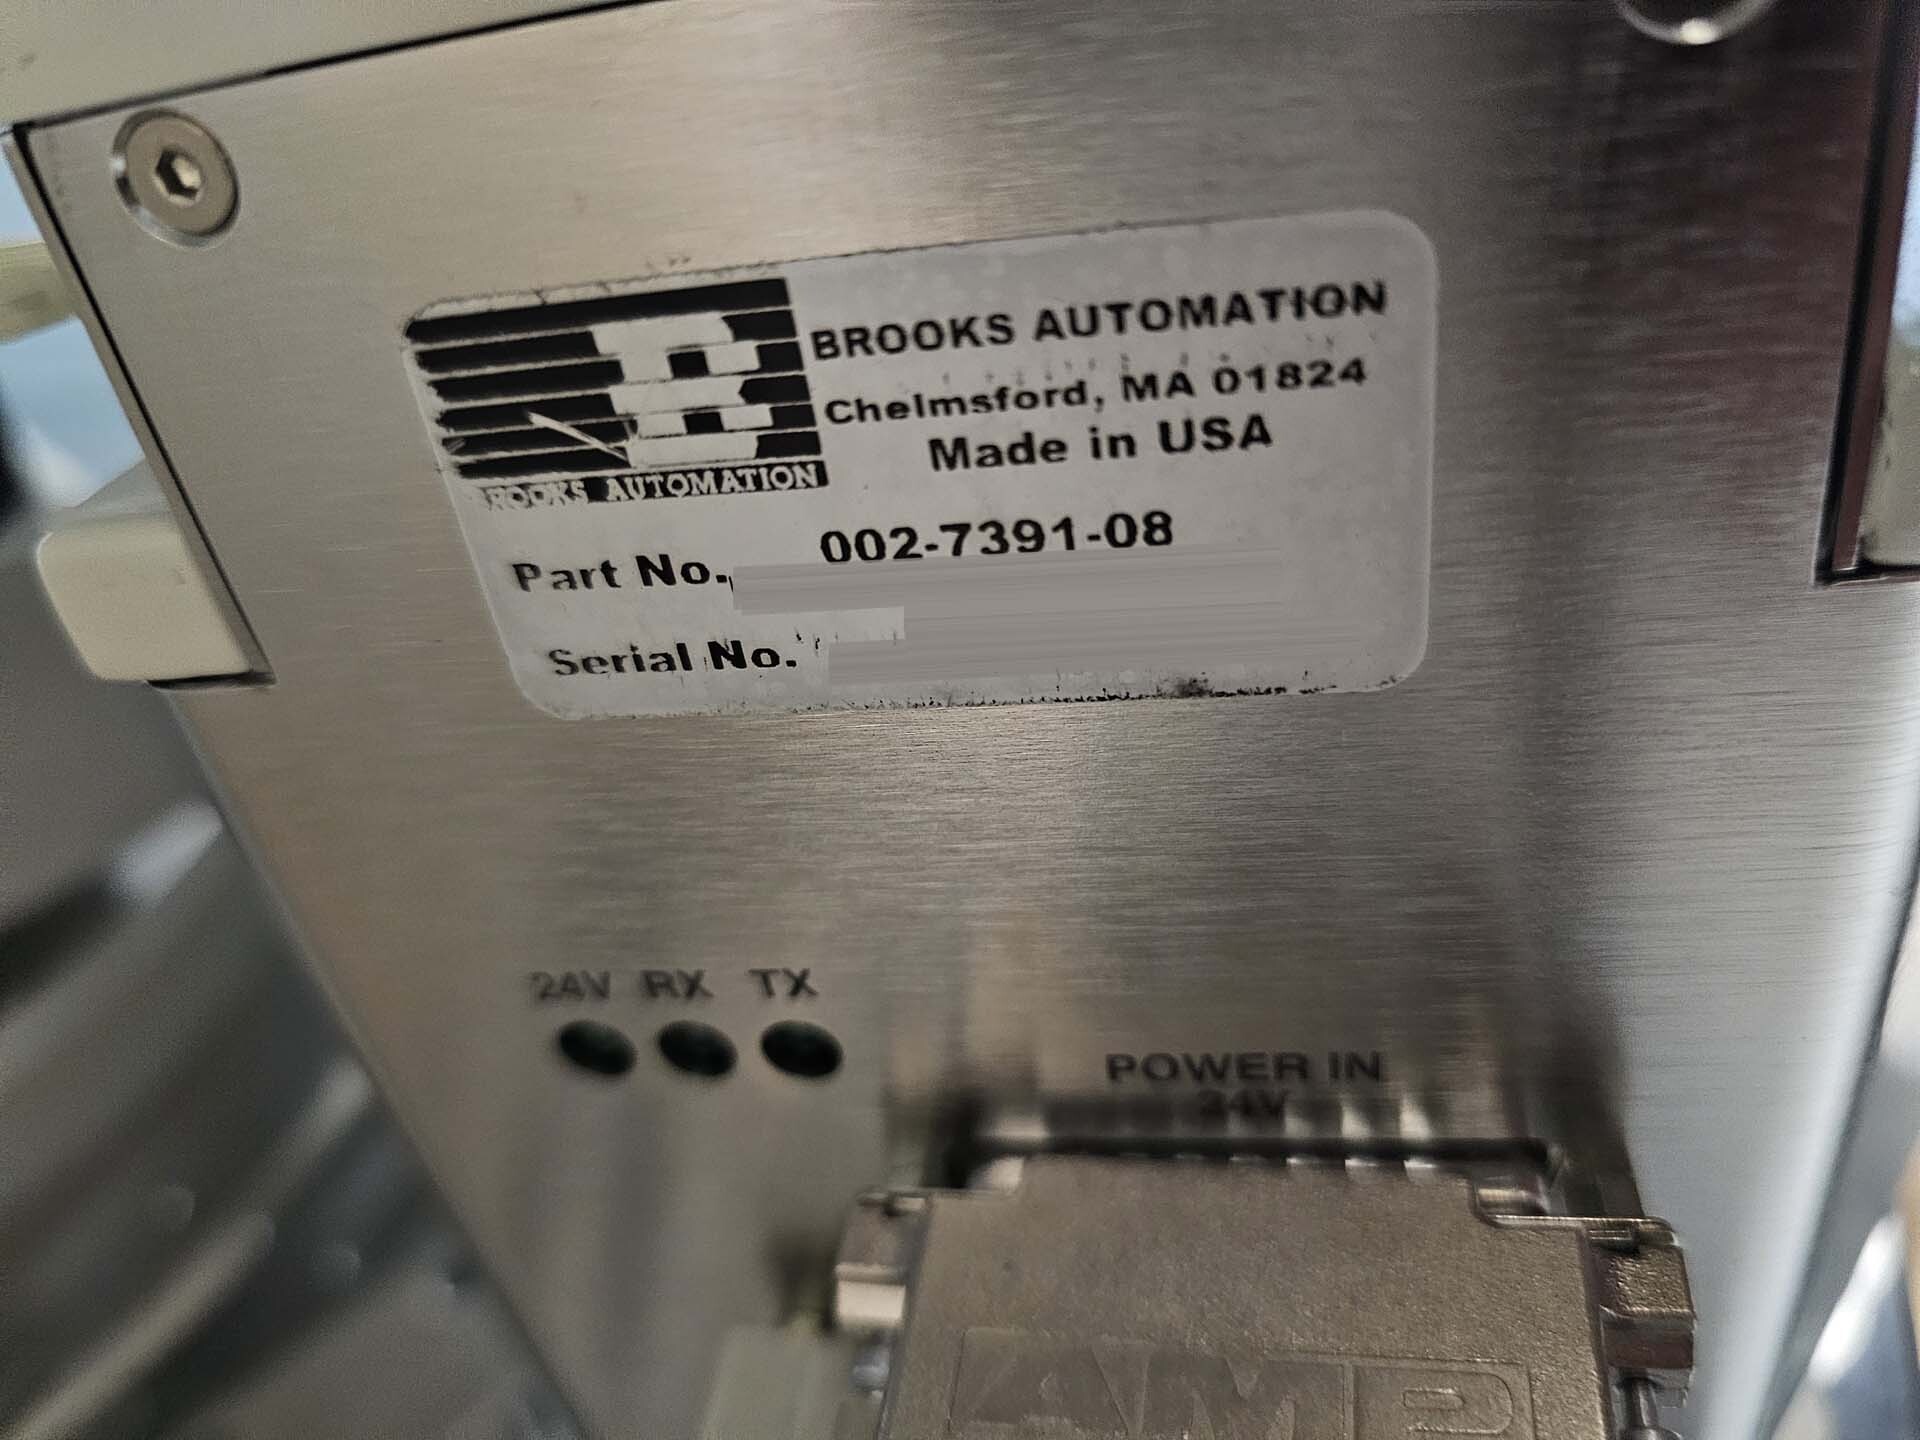 BROOKS AUTOMATION
Chelmsford, MA 01824
Made in USA
B
BROOKS AUTOMATION
Part No. 002-7391-08
Serial No.
24V RX TX
POWER IN
24V
AMP